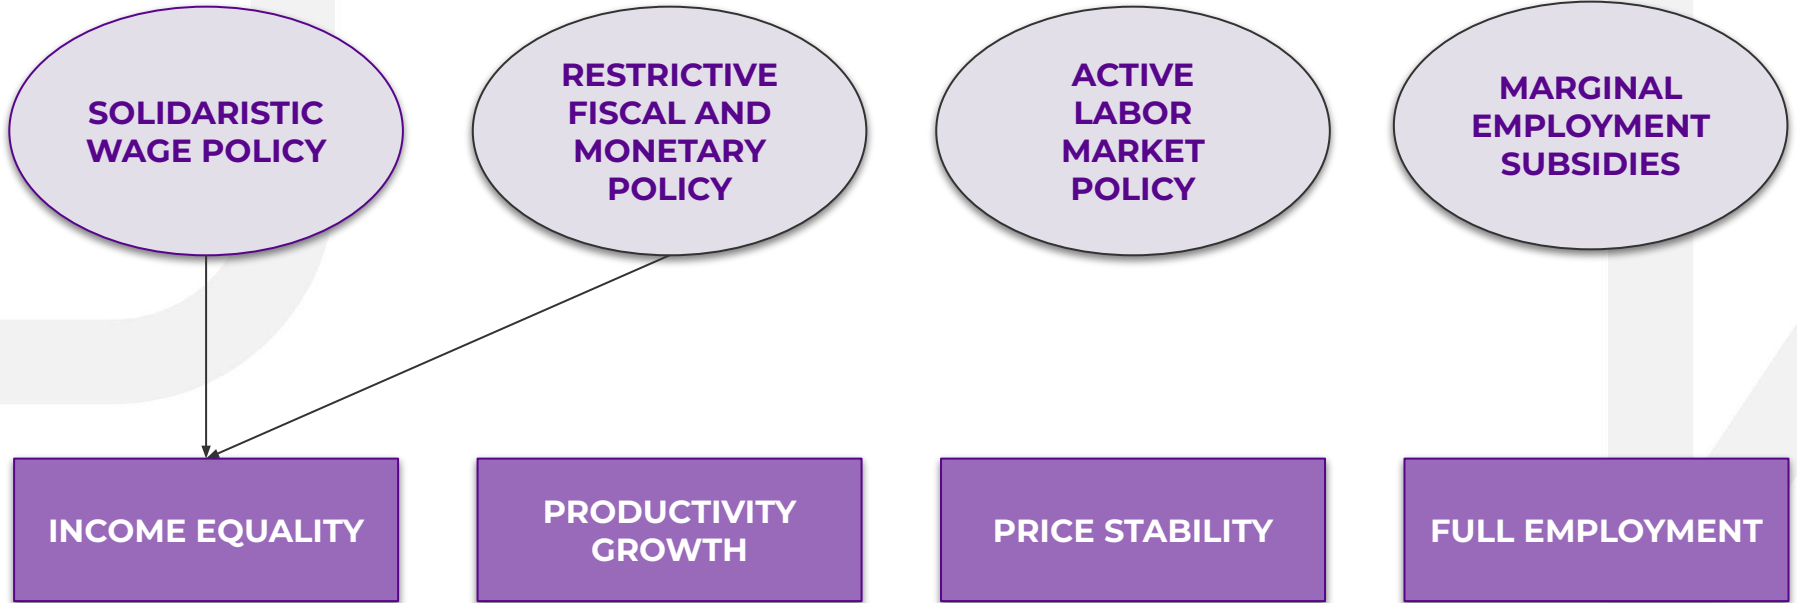 SOLIDARISTIC
WAGE POLICY
RESTRICTIVE
FISCAL AND
MONETARY
POLICY
ACTIVE
LABOR
MARKET
POLICY
MARGINAL
EMPLOYMENT
SUBSIDIES
INCOME EQUALITY
PRODUCTIVITY
GROWTH
PRICE STABILITY
FULL EMPLOYMENT